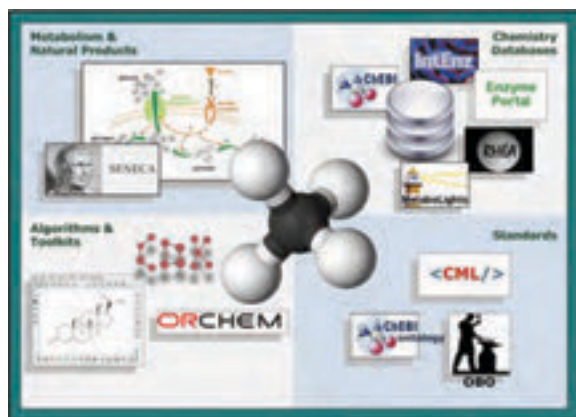 Metabolism &
Natural Products
SENECA
Chemistry
Databases
IntEnz
ChEBI
Enzyme
Portal
RHEA
MetaboLights
Algorithms &
Toolkits
ORCHEM
Standards
<CML/>
ChEBI
ontology
OBO